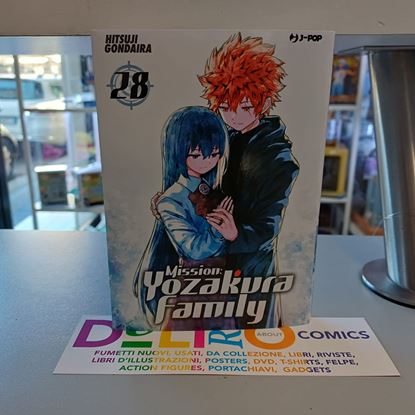 HITSUJI
GONDAIRA
J-POP
28
Mission:
Yozakura
Family
ABOUT
COMICS
FUMETTI NUOVI, USATI, DA COLLEZIONE, LIBRI, RIVISTE,
LIBRI D'ILLUSTRAZIONI, POSTERS, DVD, T-SHIRTS, FELPE,
ACTION FIGURES, PORTACHIAVI, GADGETS